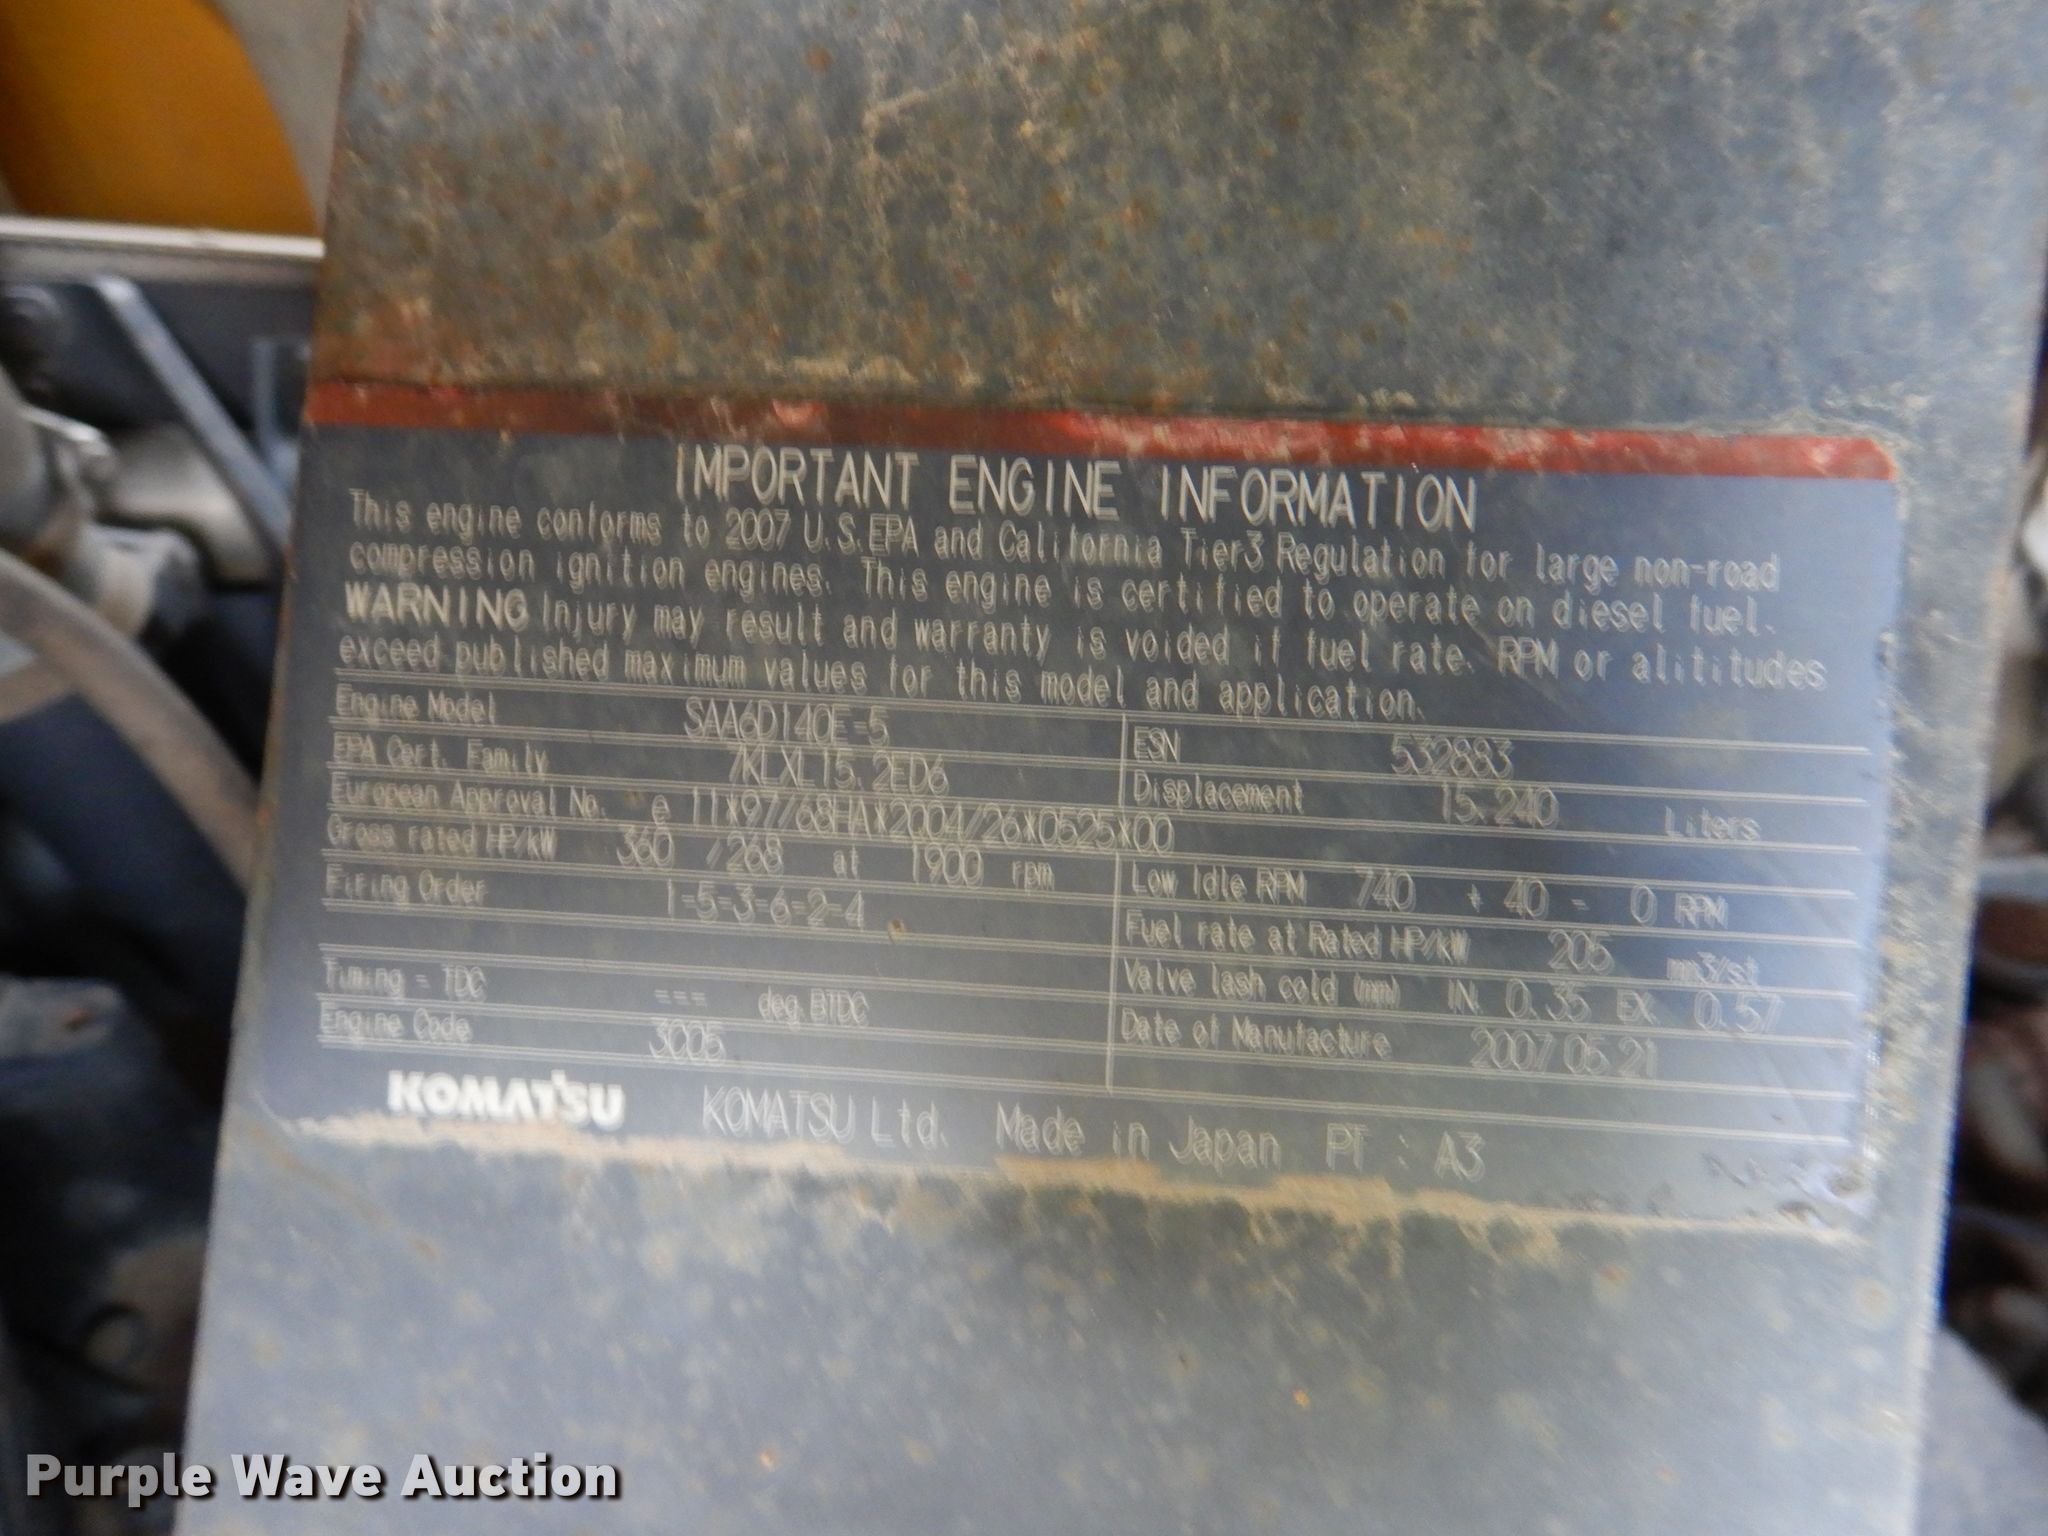 IMPORTANT ENGINE INFORMATION
This engine conforms to 2007 U.S.EPA and California Tier3 Regulation for large non-road
compression ignition engines. This engine is certified to operate on diesel fuel.
WARNING Injury may result and warranty is voided if fuel rate. RPM or alititudes
exceed published maximum values for this model and application.
Engine Model SAA6D140E-5 ESN 532883
EPA Cert. Family 7KLXL15.2ED6 Displacement 15.240 Liters
European Approval No. e 11*97/68HA*2004/26*0525*00
Gross rated HP/kW 360 /268 at 1900 rpm Low Idle RPM 740 + 40 - 0 RPM
Firing Order 1-5-3-6-2-4 Fuel rate at Rated HP/kW 205 mm3/st
Valve lash cold (mm) IN. 0.35 EX. 0.57
Timing - TDC --- deg.BTDC Date of Manufacture 2007/05.21
Engine Code 3005
KOMATSU KOMATSU Ltd. Made in Japan PT : A3
Purple Wave Auction